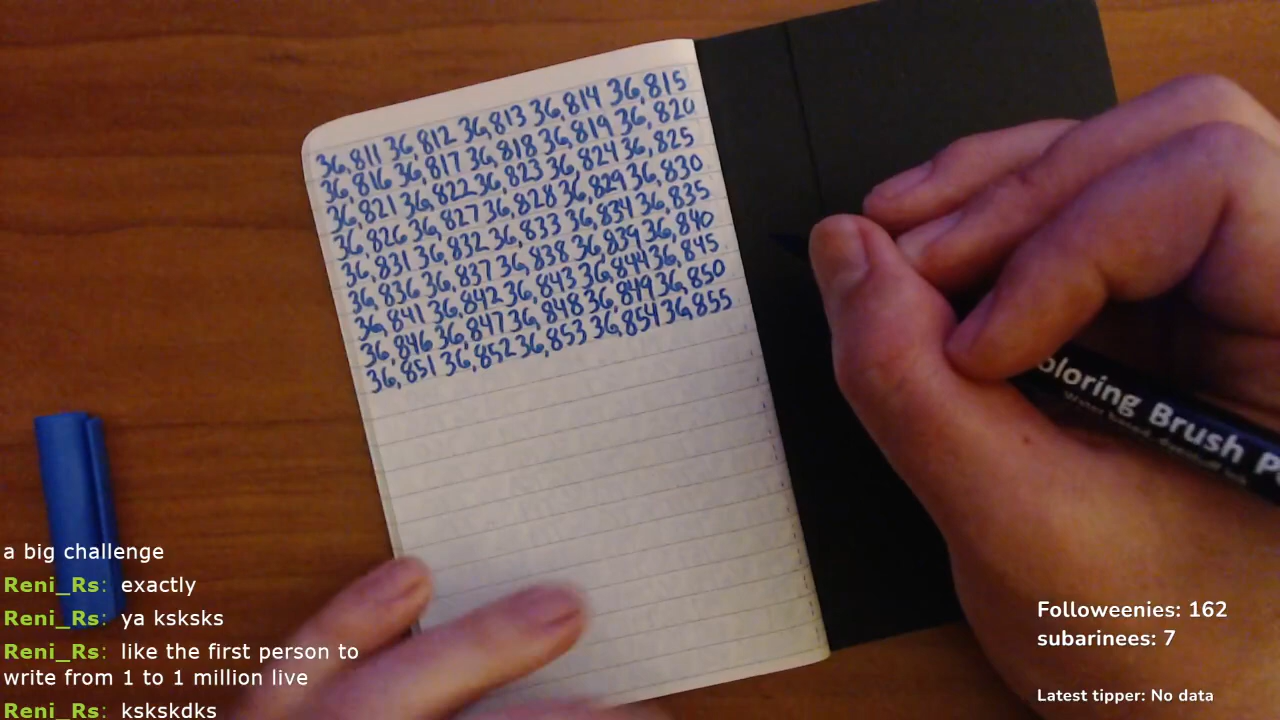 36,811 36,812 36,813 36,814 36,815
36,816 36,817 36,818 36,819 36,820
36,821 36,822 36,823 36,824 36,825
36,826 36,827 36,828 36,829 36,830
36,831 36,832 36,833 36,834 36,835
36,836 36,837 36,838 36,839 36,840
36,841 36,842 36,843 36,844 36,845
36,846 36,847 36,848 36,849 36,850
36,851 36,852 36,853 36,854 36,855
oloring Brush
Water based
a big challenge
Reni_Rs: exactly
Reni_Rs: ya ksksks
Reni_Rs: like the first person to
write from 1 to 1 million live
Reni_Rs: kskskdks
Followeenies: 162
subarinees: 7
Latest tipper: No data